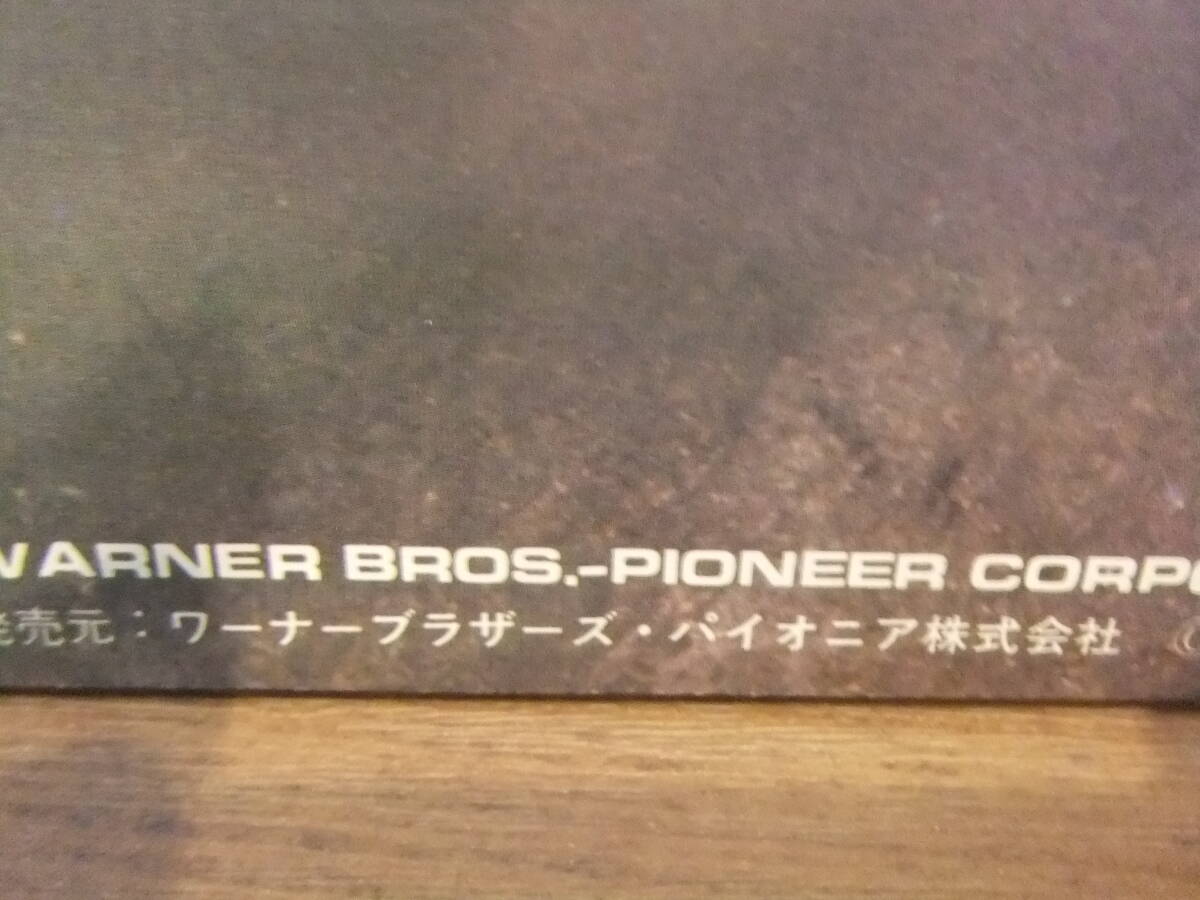 WARNER BROS.-PIONEER CORPO
発売元：ワーナーブラザーズ・パイオニア株式会社